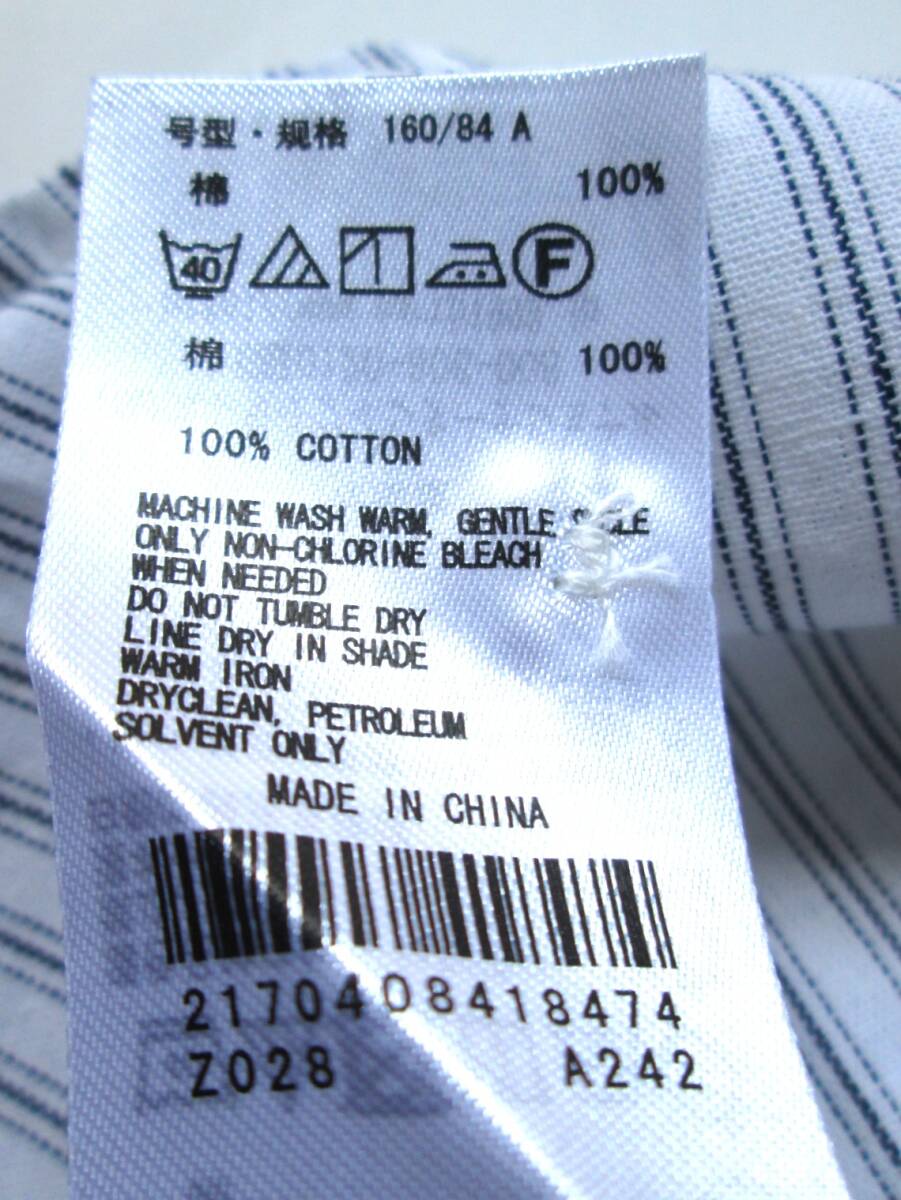 号型·规格 160/84 A
棉 100%
40 F
棉 100%
100% COTTON
MACHINE WASH WARM, GENTLE
ONLY NON-CHLORINE BLEACH
WHEN NEEDED
DO NOT TUMBLE DRY
LINE DRY IN SHADE
WARM IRON
DRYCLEAN, PETROLEUM
SOLVENT ONLY
MADE IN CHINA
2170408418474
Z028 A242